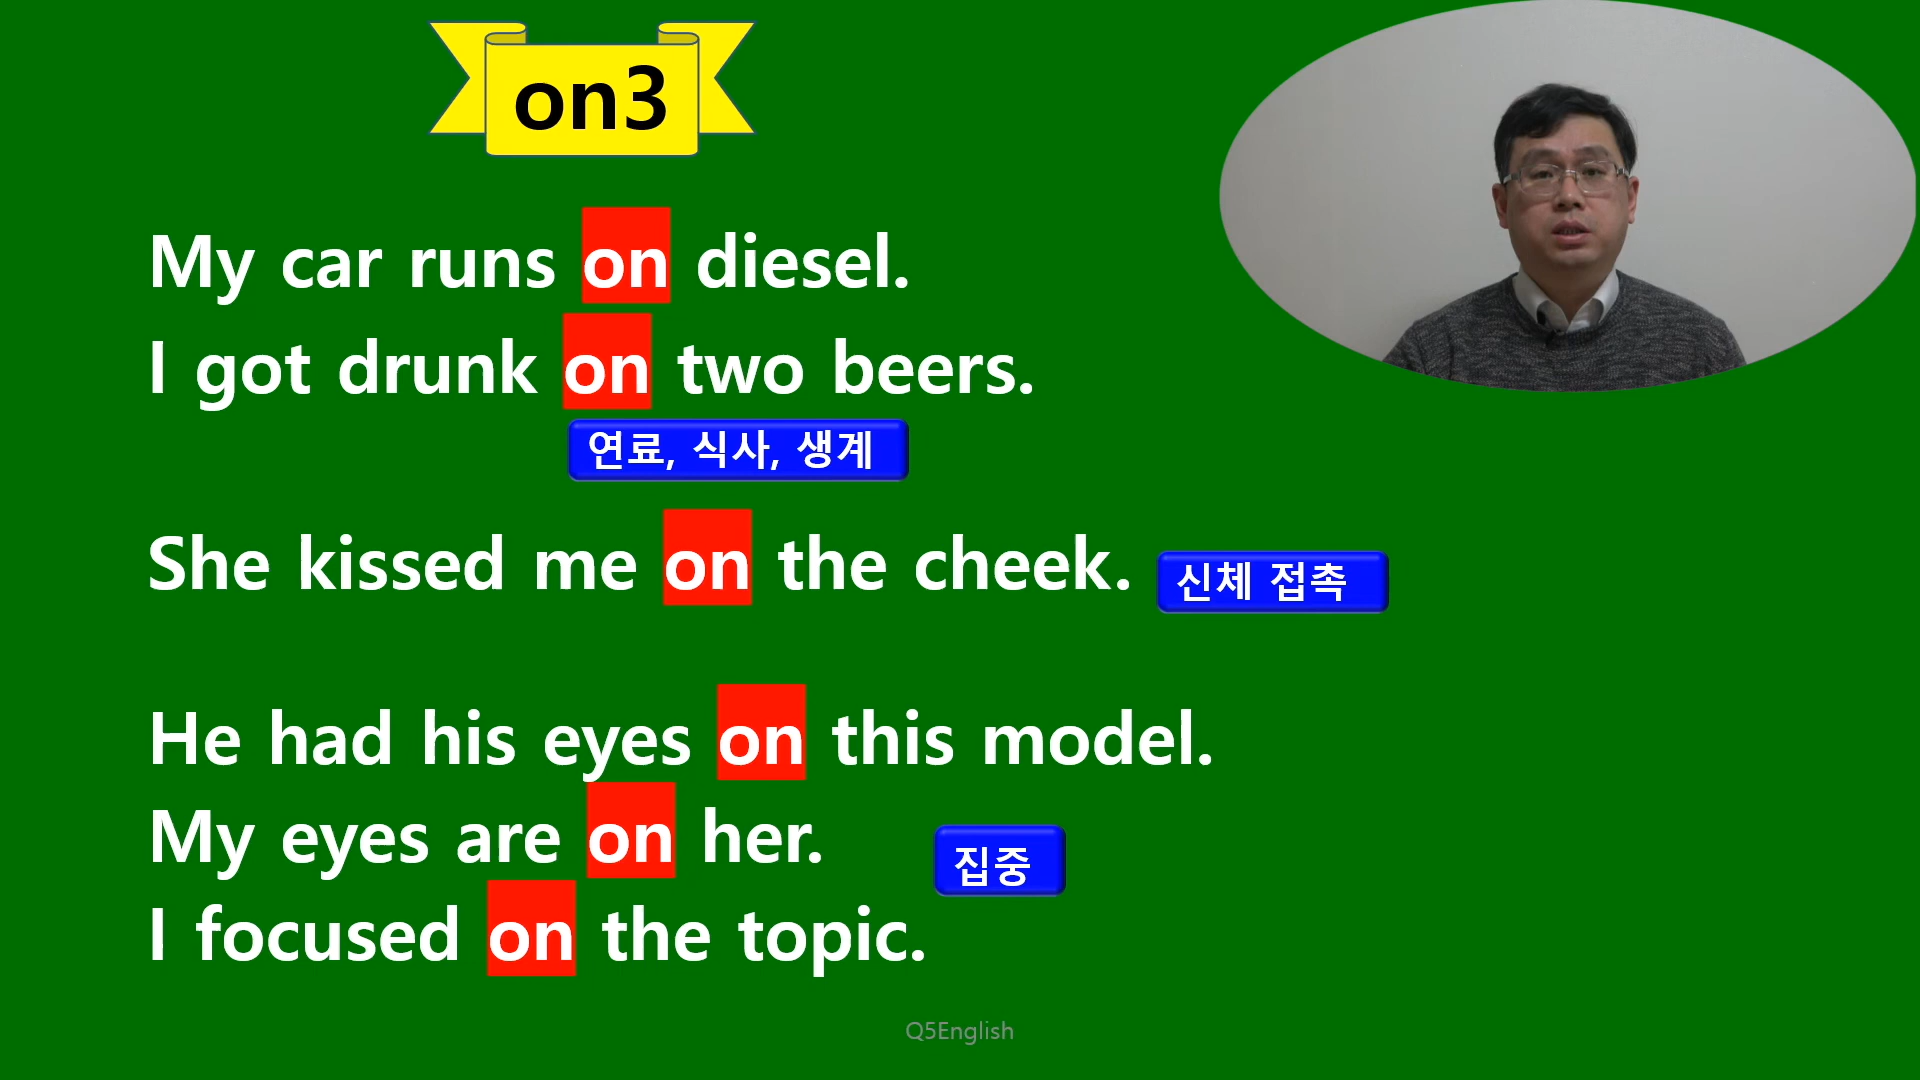 on3
My car runs on diesel.
I got drunk on two beers.
연료, 식사, 생계
She kissed me on the cheek.
신체 접촉
He had his eyes on this model.
My eyes are on her.
집중
I focused on the topic.
Q5English